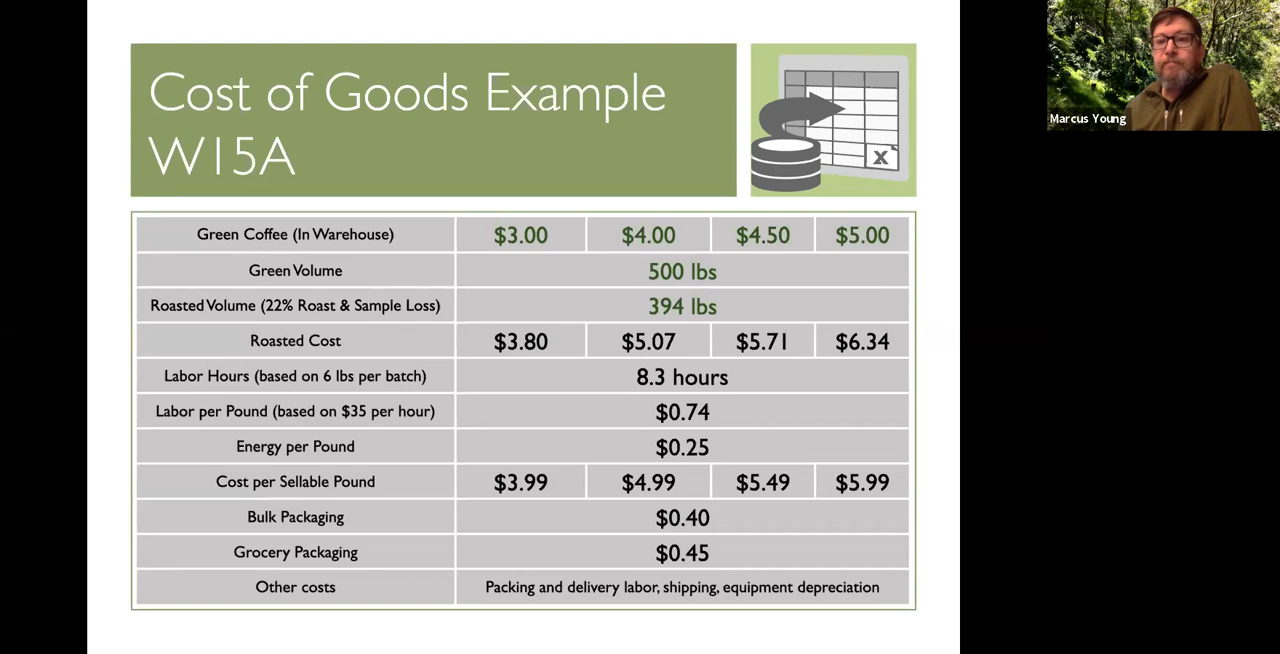 Cost of Goods Example
W15A
X
Marcus Young
Green Coffee (In Warehouse) $3.00 $4.00 $4.50 $5.00
Green Volume 500 lbs
Roasted Volume (22% Roast & Sample Loss) 394 lbs
Roasted Cost $3.80 $5.07 $5.71 $6.34
Labor Hours (based on 6 lbs per batch) 8.3 hours
Labor per Pound (based on $35 per hour) $0.74
Energy per Pound $0.25
Cost per Sellable Pound $3.99 $4.99 $5.49 $5.99
Bulk Packaging $0.40
Grocery Packaging $0.45
Other costs Packing and delivery labor, shipping, equipment depreciation